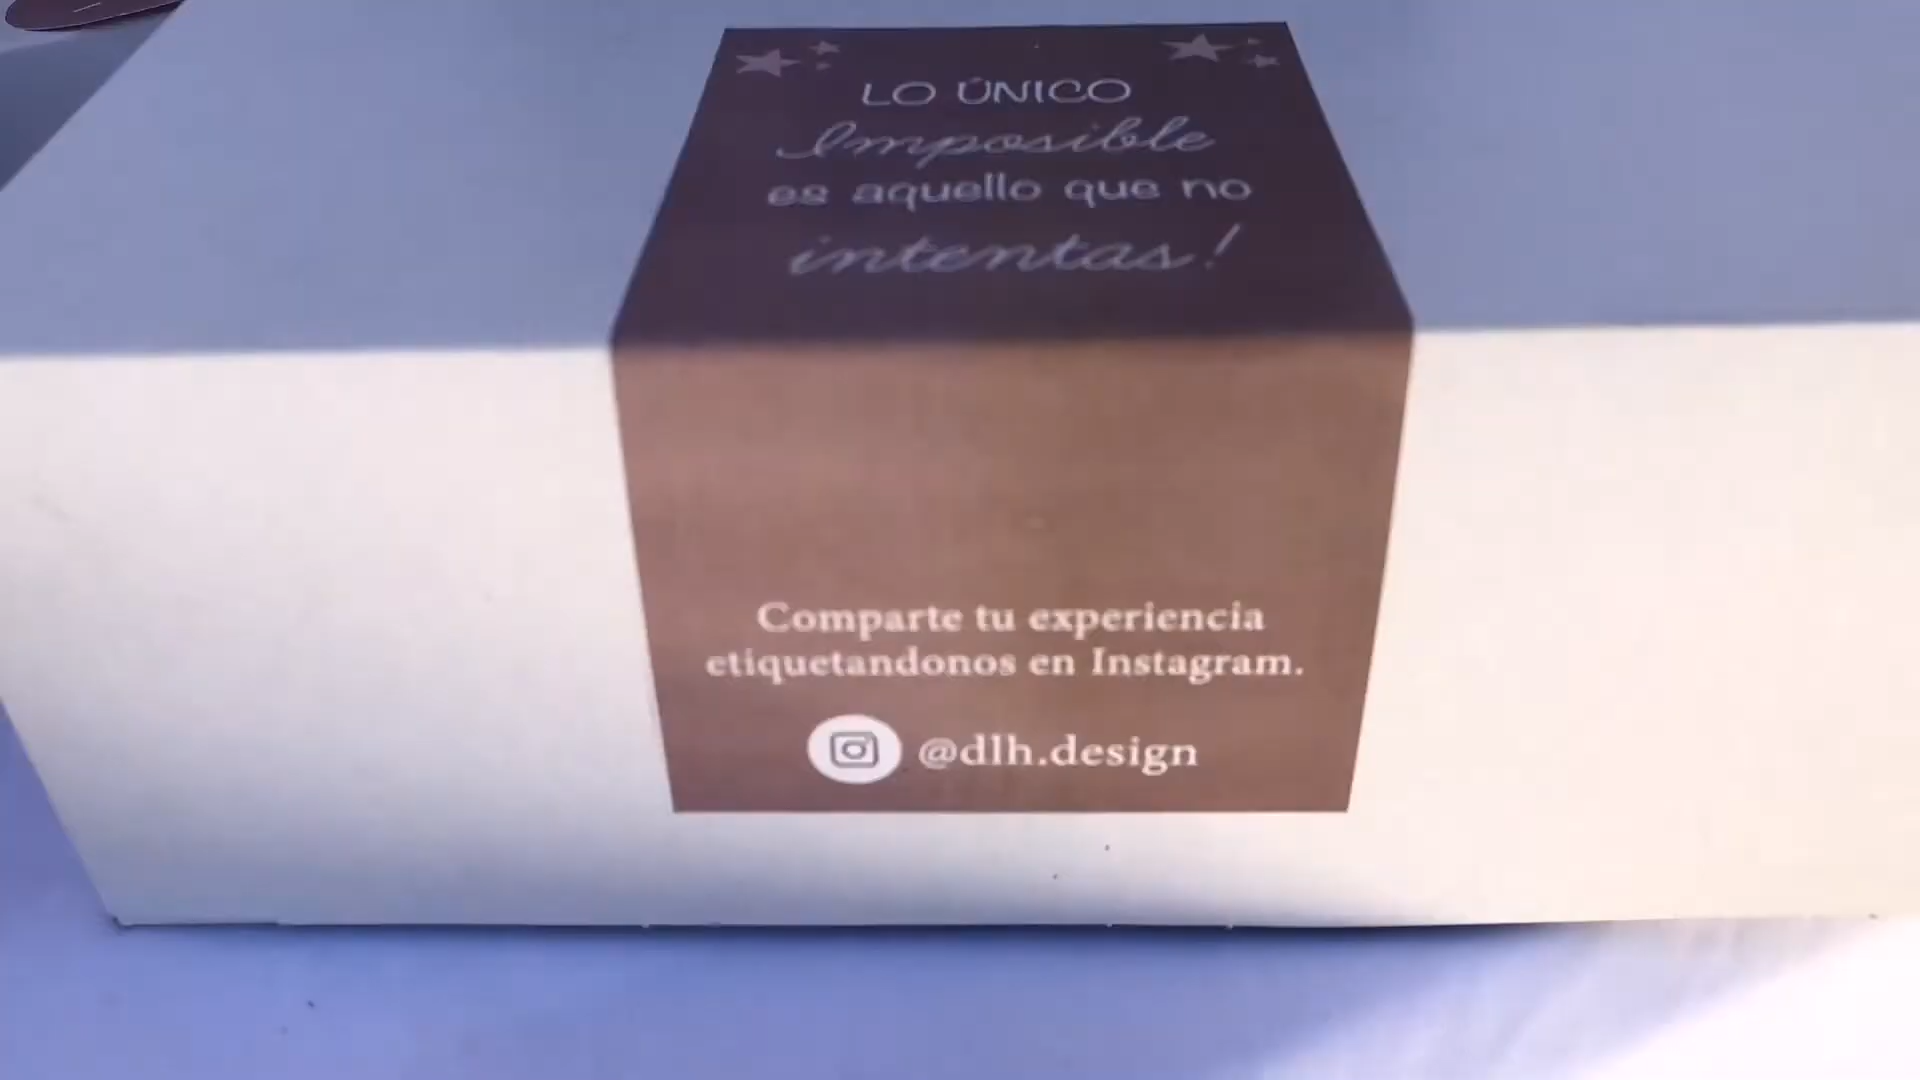 LO ÚNICO
Imposible
es aquello que no
intentas!
Comparte tu experiencia
etiquetandonos en Instagram.
@dlh.design